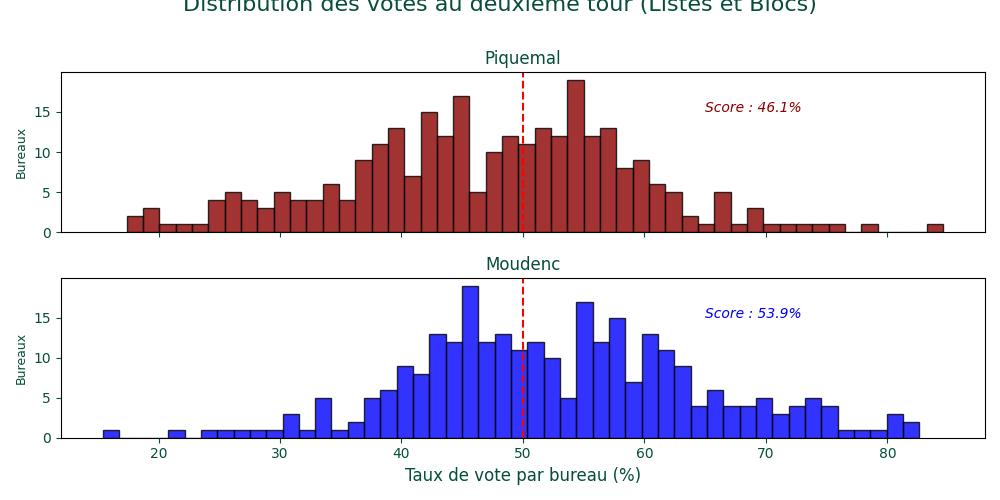 Distribution des votes au deuxième tour (Listes et Blocs)
Piquemal
Bureaux
15
10
5
0
Score : 46.1%
Moudenc
Bureaux
15
10
5
0
Score : 53.9%
20 30 40 50 60 70 80
Taux de vote par bureau (%)